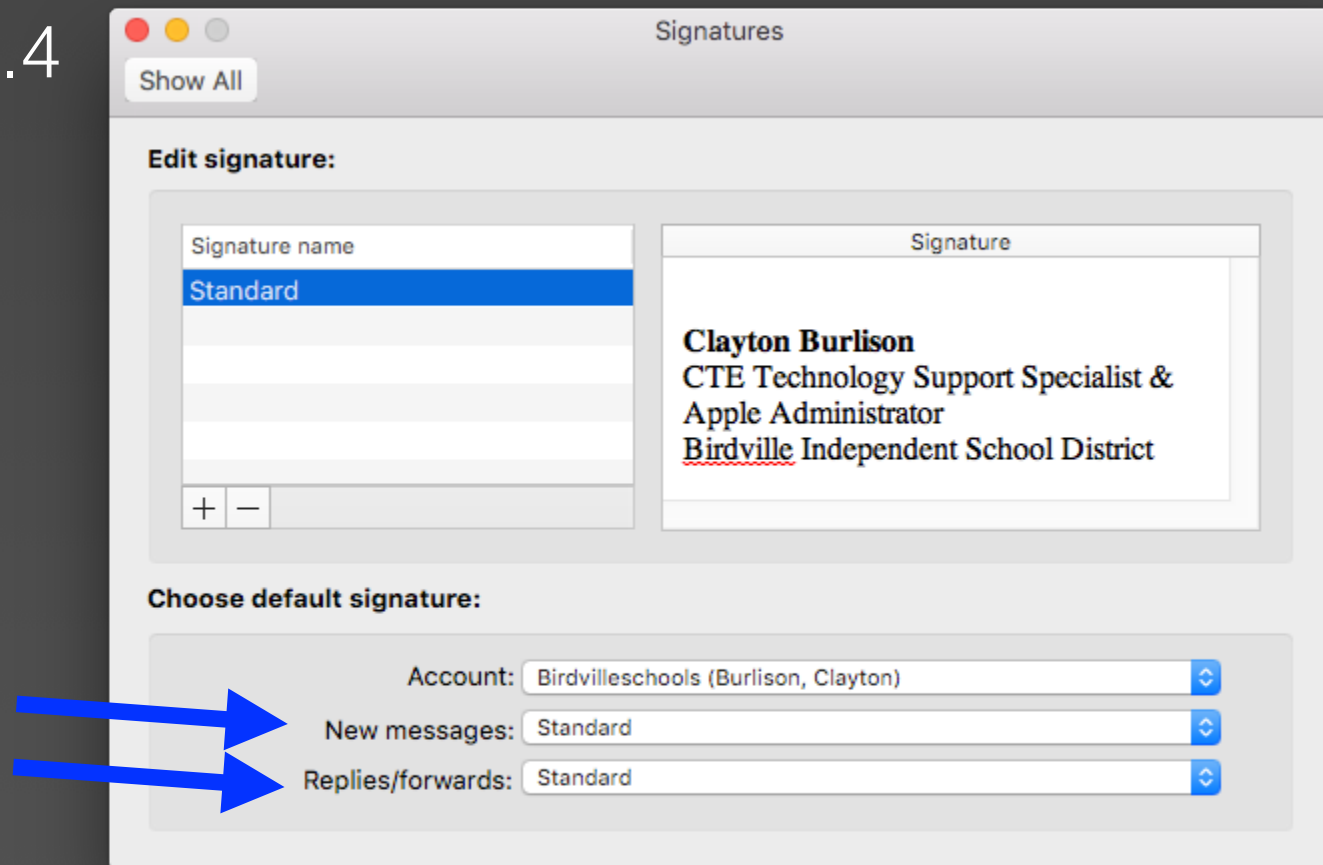 .4
Signatures
Show All
Edit signature:
Signature name
Standard
Signature
Clayton Burlison
CTE Technology Support Specialist &
Apple Administrator
Birdville Independent School District
+ −
Choose default signature:
Account: Birdvilleschools (Burlison, Clayton)
New messages: Standard
Replies/forwards: Standard